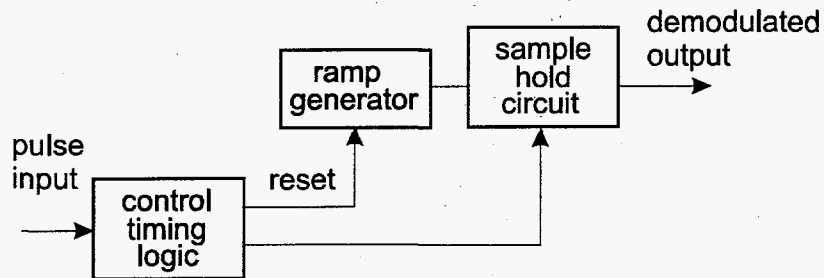 demodulated
output
sample
hold
circuit
ramp
generator
pulse
input
reset
control
timing
logic